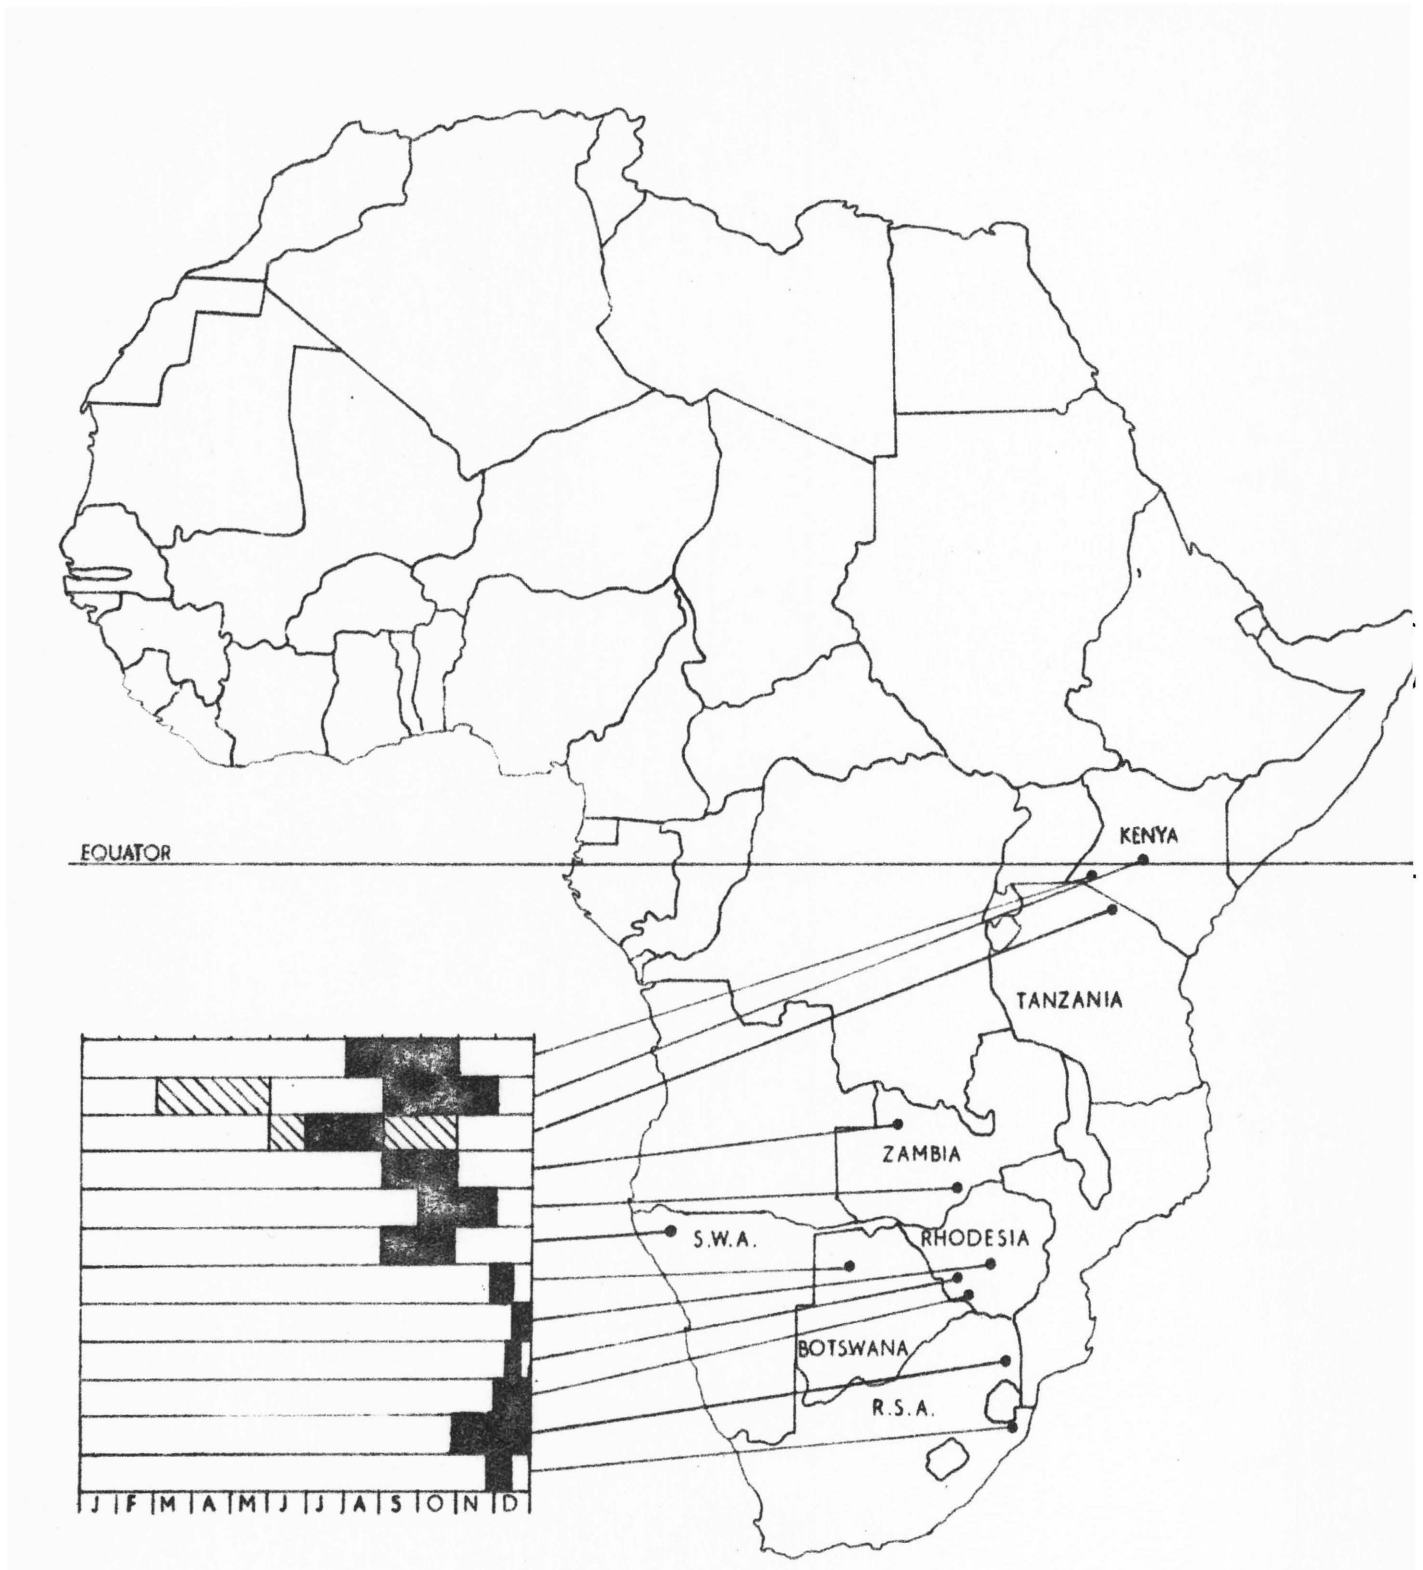 KENYA
EQUATOR
TANZANIA
ZAMBIA
S.W.A.
RHODESIA
BOTSWANA
R.S.A.
J F M A M J J A S O N D